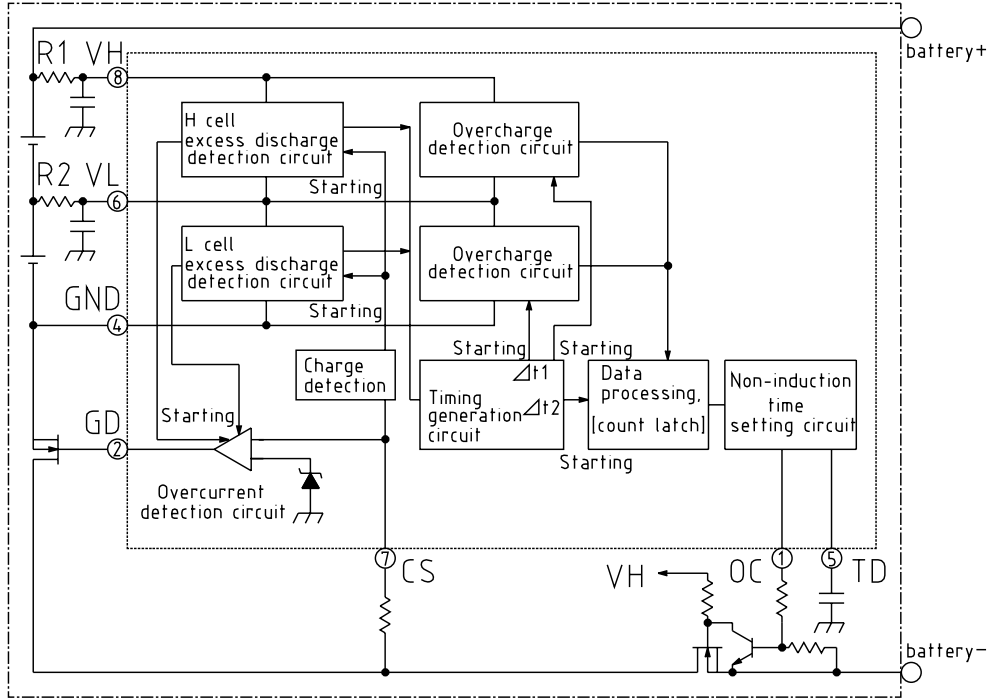 battery+
R1 VH
8
H cell
excess discharge
detection circuit
Overcharge
detection circuit
Starting
R2 VL
6
L cell
excess discharge
detection circuit
Overcharge
detection circuit
Starting
GND
4
Charge
detection
Starting
Starting
⊿t1
⊿t2
Timing
generation
circuit
Data
processing,
[count latch]
Non-induction
time
setting circuit
Starting
Starting
GD
2
Overcurrent
detection circuit
7
CS
VH
OC
1
5
TD
battery-